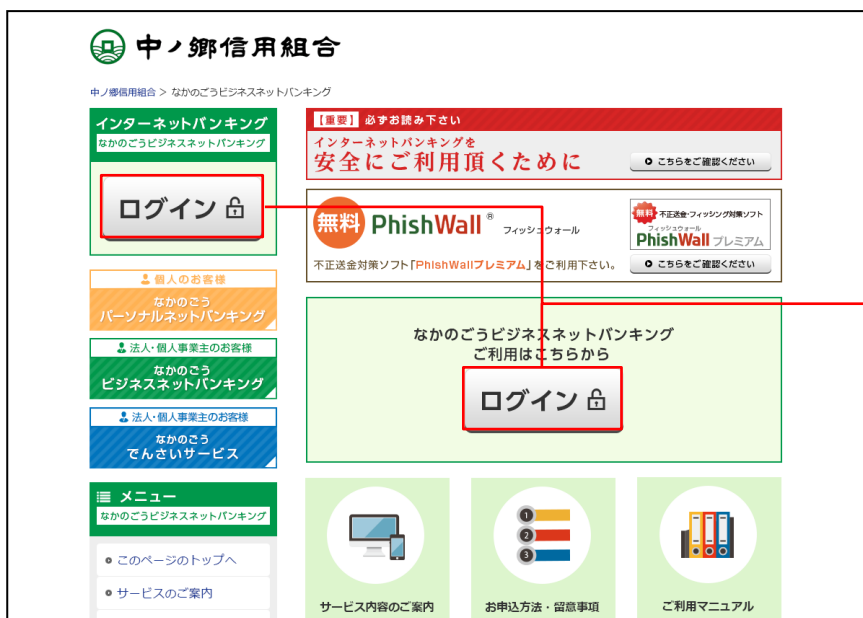 中ノ郷信用組合
中ノ郷信用組合 > なかのごうビジネスネットバンキング
インターネットバンキング
なかのごうビジネスネットバンキング
ログイン
個人のお客様
なかのごう
パーソナルネットバンキング
法人・個人事業主のお客様
なかのごう
ビジネスネットバンキング
法人・個人事業主のお客様
なかのごう
でんさいサービス
メニュー
なかのごうビジネスネットバンキング
このページのトップへ
サービスのご案内
【重要】 必ずお読み下さい
インターネットバンキングを
安全にご利用頂くために
こちらをご確認ください
無料 PhishWall® フィッシュウォール
不正送金対策ソフト「PhishWallプレミアム」をご利用下さい。
無料 不正送金・フィッシング対策ソフト
フィッシュウォール
PhishWall プレミアム
こちらをご確認ください
なかのごうビジネスネットバンキング
ご利用はこちらから
ログイン
1
2
3
サービス内容のご案内
お申込方法・留意事項
ご利用マニュアル